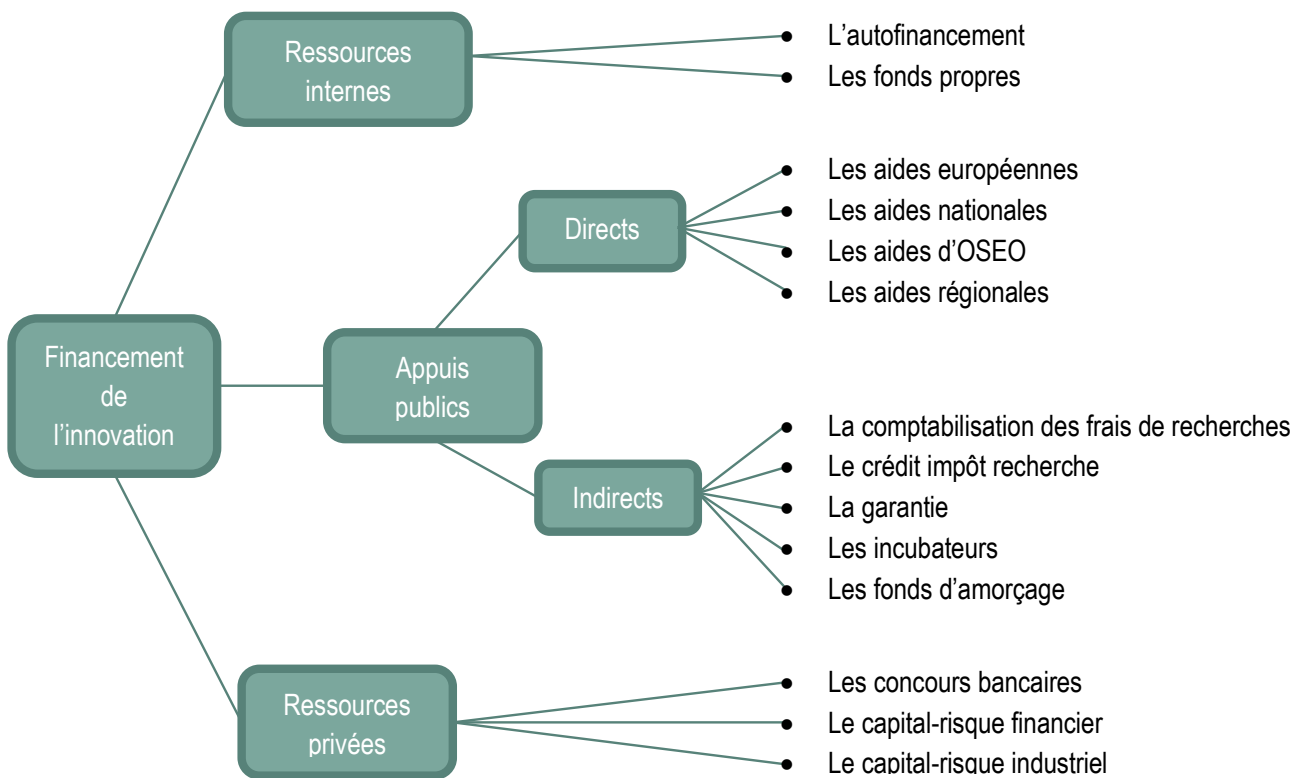 Ressources
internes
L'autofinancement
Les fonds propres
Directs
Les aides européennes
Les aides nationales
Les aides d'OSEO
Les aides régionales
Financement
de
l'innovation
Appuis
publics
Indirects
La comptabilisation des frais de recherches
Le crédit impôt recherche
La garantie
Les incubateurs
Les fonds d'amorçage
Ressources
privées
Les concours bancaires
Le capital-risque financier
Le capital-risque industriel